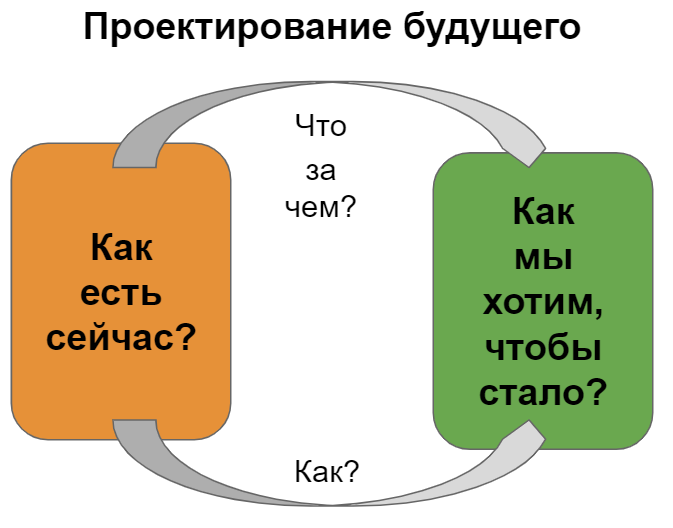 Проектирование будущего
Что
за
чем?
Как
есть
сейчас?
Как
мы
хотим,
чтобы
стало?
Как?